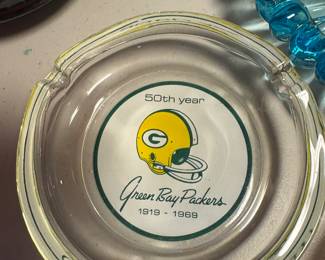 50th year
G
Green Bay Packers
1919 - 1969